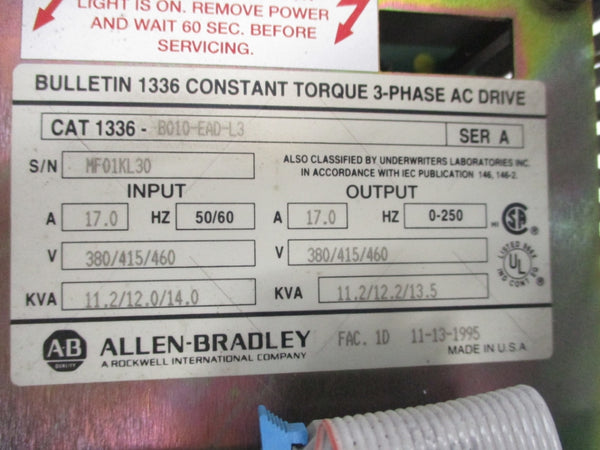 LIGHT IS ON. REMOVE POWER
AND WAIT 60 SEC. BEFORE
SERVICING.
BULLETIN 1336 CONSTANT TORQUE 3-PHASE AC DRIVE
CAT 1336 - B010-EAD-L3 SER A
S/N MF01KL30
ALSO CLASSIFIED BY UNDERWRITERS LABORATORIES INC.
IN ACCORDANCE WITH IEC PUBLICATION 146, 146-2.
INPUT OUTPUT
A 17.0 HZ 50/60 A 17.0 HZ 0-250
V 380/415/460 V 380/415/460
KVA 11.2/12.0/14.0 KVA 11.2/12.2/13.5
AB QUALITY ALLEN-BRADLEY FAC. 1D 11-13-1995
A ROCKWELL INTERNATIONAL COMPANY MADE IN U.S.A.
UL